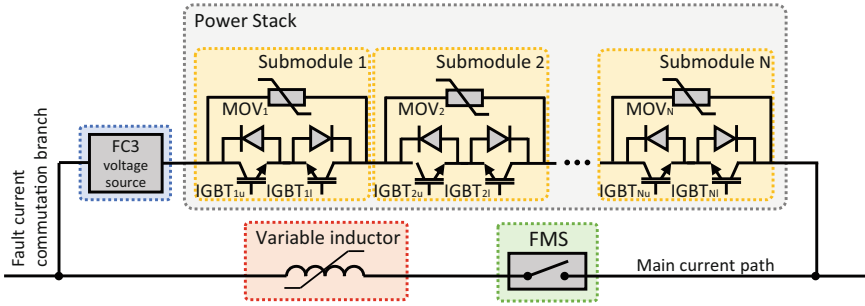 Power Stack
Submodule 1
Submodule 2
Submodule N
MOV1
MOV2
MOVN
FC3
voltage
source
IGBT1u
IGBT1l
IGBT2u
IGBT2l
IGBTNu
IGBTNl
Fault current
commutation branch
Variable inductor
FMS
Main current path